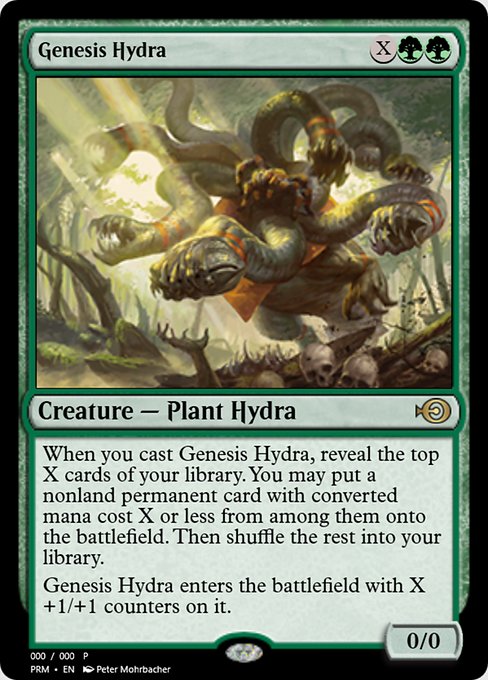 Genesis Hydra X
Creature — Plant Hydra
When you cast Genesis Hydra, reveal the top
X cards of your library. You may put a
nonland permanent card with converted
mana cost X or less from among them onto
the battlefield. Then shuffle the rest into your
library.
Genesis Hydra enters the battlefield with X
+1/+1 counters on it.
0/0
000 / 000 P
PRM • EN Peter Mohrbacher